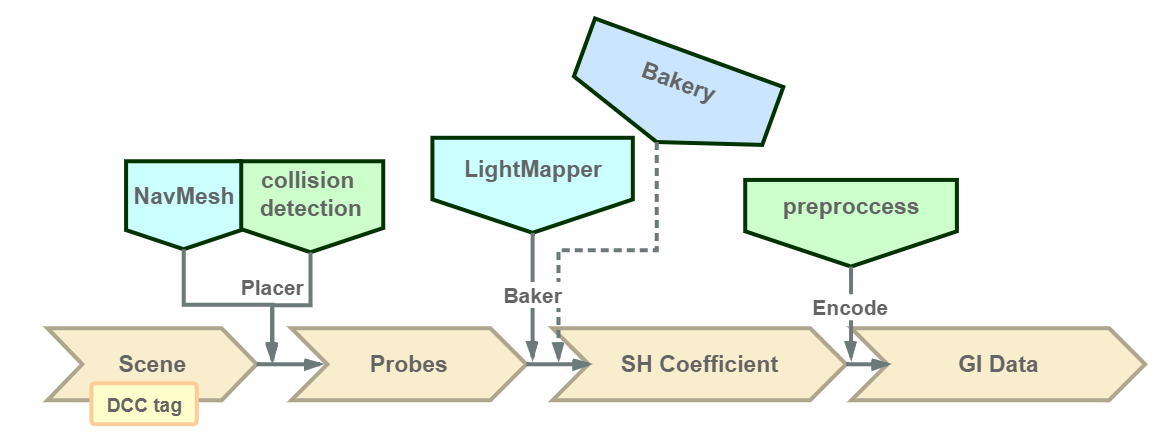 Bakery
NavMesh
collision
detection
LightMapper
preproccess
Placer
Baker
Encode
Scene
Probes
SH Coefficient
GI Data
DCC tag